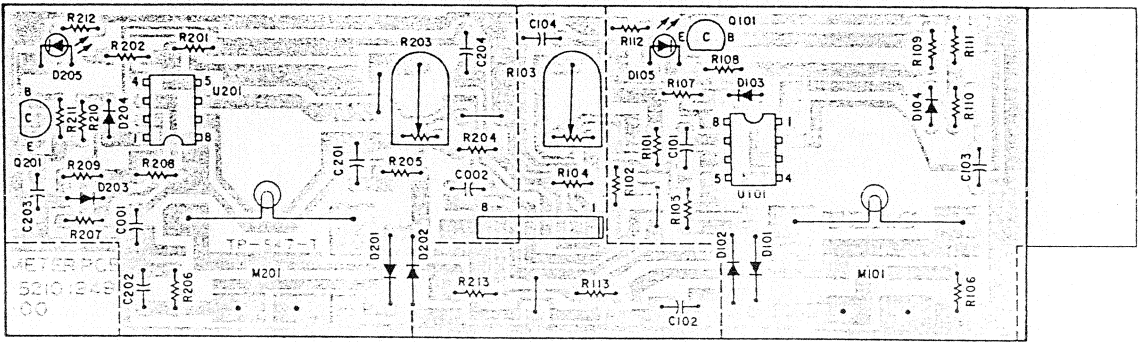 R212
R202
R201
D205
4
5
U201
1
8
B
C
E
Q201
R211
R210
D204
R209
R208
D203
C203
R207
C001
C202
R206
METER PCB
5210124B
00
TP-547-1
M201
R203
C204
C104
R103
R204
C201
R205
C002
R104
8
1
D201
D202
R213
R113
R112
E
C
B
Q101
D105
R108
R107
D103
8
1
5
4
U101
R101
C101
R102
R105
C102
D102
D101
M101
R109
R111
D104
R110
C103
R106